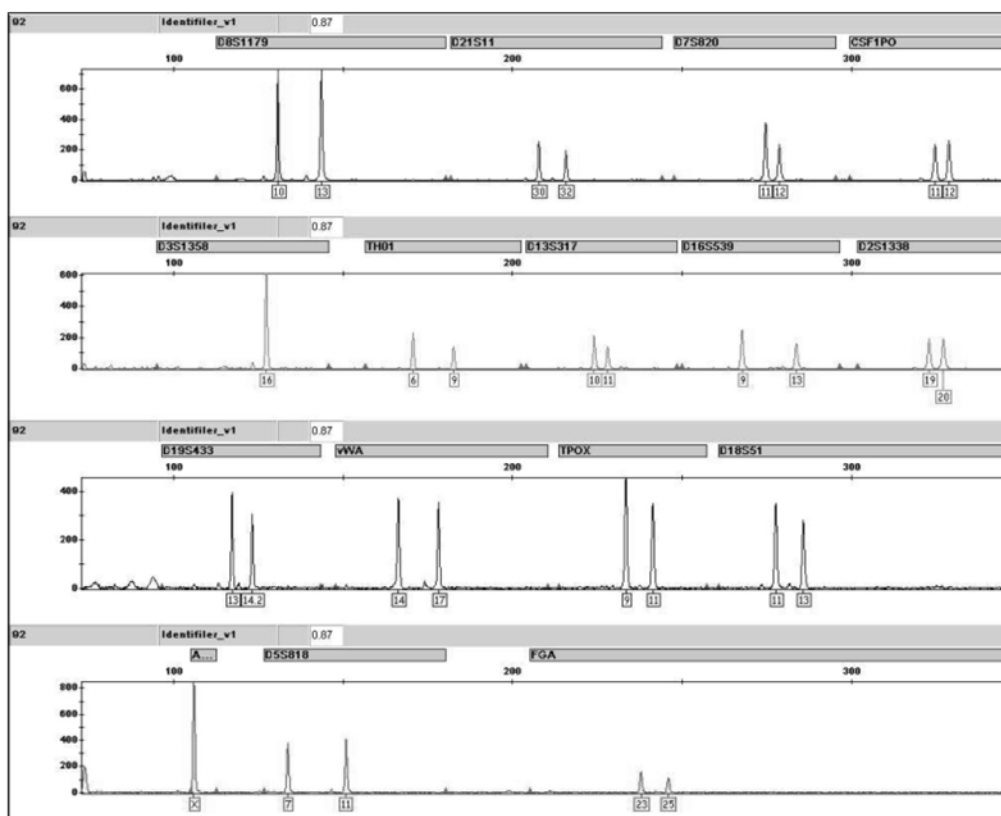 92 Identifiler_v1 0.87
D8S1179 D21S11 D7S820 CSF1PO
100 200 300
600
400
200
0
10 13 30 32 11 12 11 12
92 Identifiler_v1 0.87
D3S1358 TH01 D13S317 D16S539 D2S1338
100 200 300
600
400
200
0
16 6 9 10 11 9 13 19
20
92 Identifiler_v1 0.87
D19S433 vWA TPOX D18S51
100 200 300
400
200
0
13 14.2 14 17 9 11 11 13
92 Identifiler_v1 0.87
A... D5S818 FGA
100 200 300
800
600
400
200
0
X 7 11 23 25